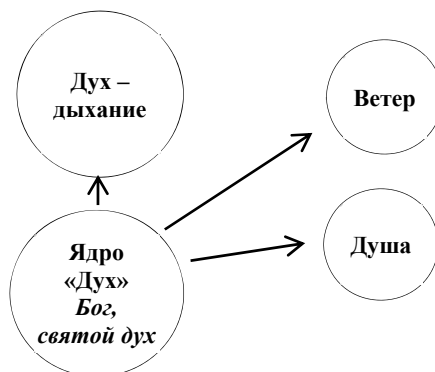 Дух –
дыхание
Ветер
Ядро
«Дух»
Бог,
святой дух
Душа